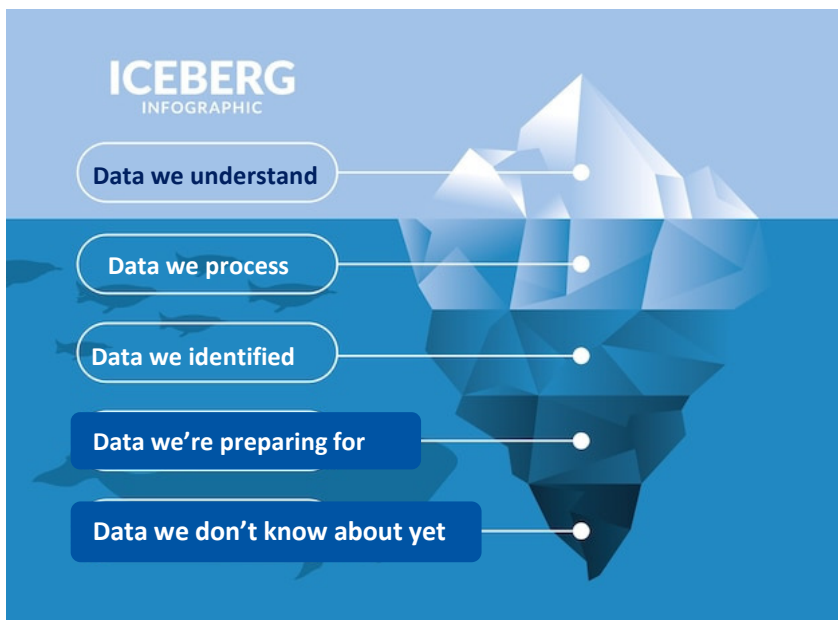 ICEBERG
INFOGRAPHIC
Data we understand
Data we process
Data we identified
Data we’re preparing for
Data we don’t know about yet